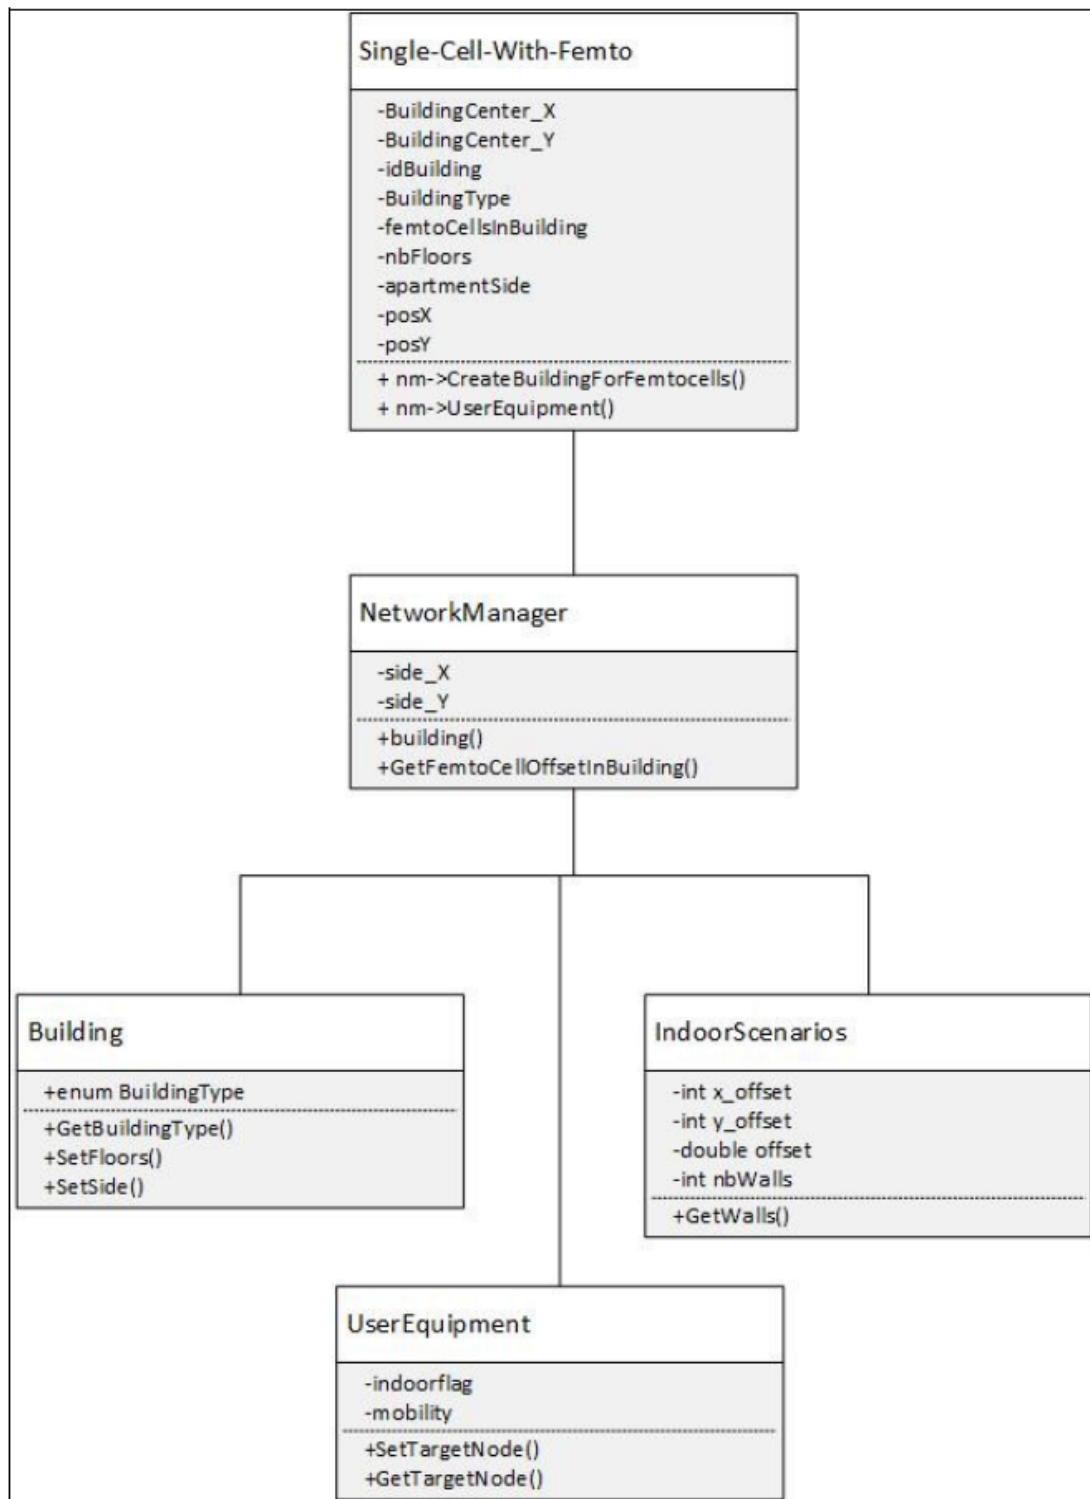 Single-Cell-With-Femto
-BuildingCenter_X
-BuildingCenter_Y
-idBuilding
-BuildingType
-femtoCellsInBuilding
-nbFloors
-apartmentSide
-posX
-posY
+ nm->CreateBuildingForFemtocells()
+ nm->UserEquipment()
NetworkManager
-side_X
-side_Y
+building()
+GetFemtoCellOffsetInBuilding()
Building
+enum BuildingType
+GetBuildingType()
+SetFloors()
+SetSide()
IndoorScenarios
-int x_offset
-int y_offset
-double offset
-int nbWalls
+GetWalls()
UserEquipment
-indoorflag
-mobility
+SetTargetNode()
+GetTargetNode()